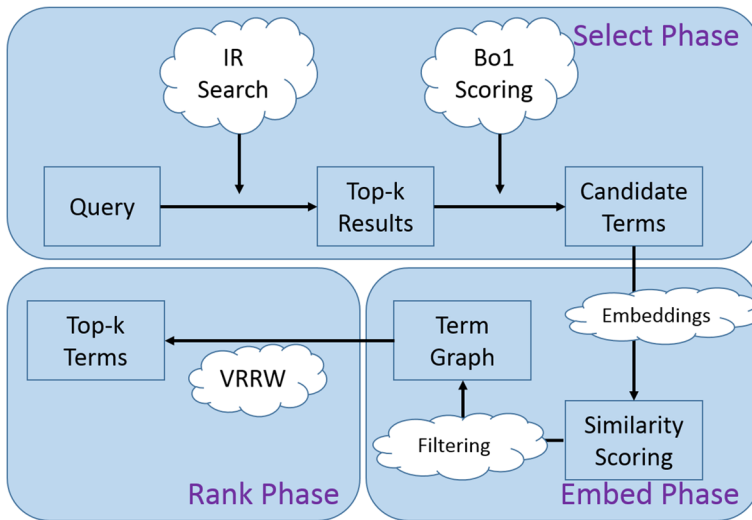 Select Phase
IR
Search
Bo1
Scoring
Query
Top-k
Results
Candidate
Terms
Embeddings
Top-k
Terms
VRRW
Term
Graph
Filtering
Similarity
Scoring
Rank Phase
Embed Phase